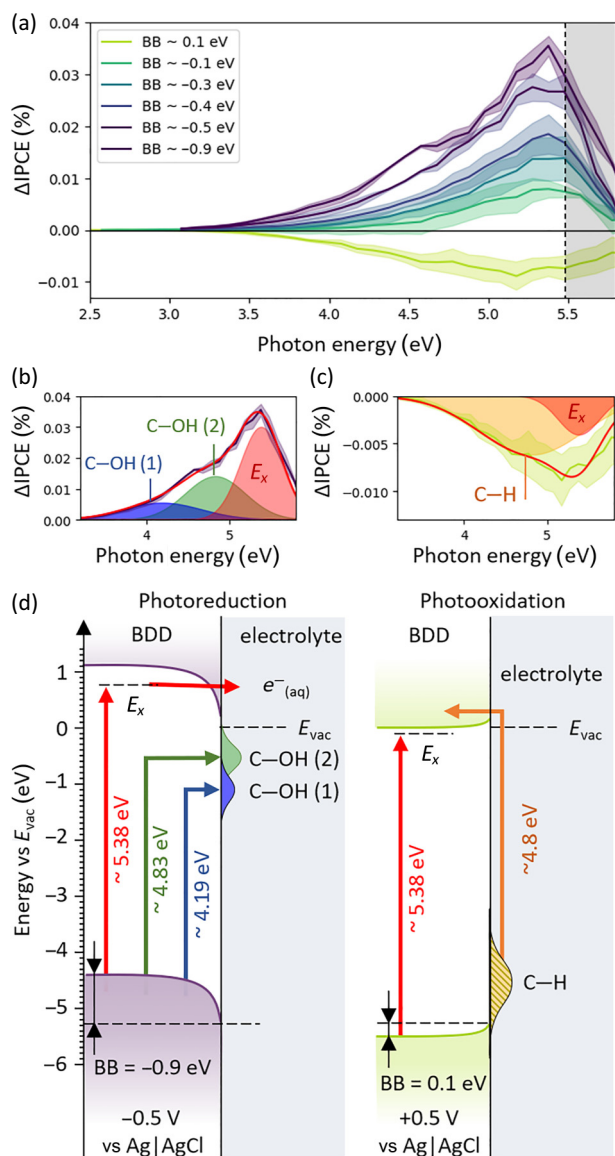 (a)
0.04
0.03
0.02
0.01
0.00
−0.01
ΔIPCE (%)
BB ~ 0.1 eV
BB ~ −0.1 eV
BB ~ −0.3 eV
BB ~ −0.4 eV
BB ~ −0.5 eV
BB ~ −0.9 eV
2.5 3.0 3.5 4.0 4.5 5.0 5.5
Photon energy (eV)
(b)
0.04
0.03
0.02
0.01
0.00
ΔIPCE (%)
C—OH (2)
C—OH (1)
Ex
4 5
Photon energy (eV)
(c)
0.000
−0.005
−0.010
ΔIPCE (%)
Ex
C—H
4 5
Photon energy (eV)
(d)
Photoreduction
BDD
electrolyte
Energy vs Evac (eV)
1
0
−1
−2
−3
−4
−5
−6
Ex
e−(aq)
Evac
C—OH (2)
C—OH (1)
~ 5.38 eV
~ 4.83 eV
~ 4.19 eV
BB = −0.9 eV
−0.5 V
vs Ag|AgCl
Photooxidation
BDD
electrolyte
Ex
Evac
~ 5.38 eV
~4.8 eV
C—H
BB = 0.1 eV
+0.5 V
vs Ag|AgCl